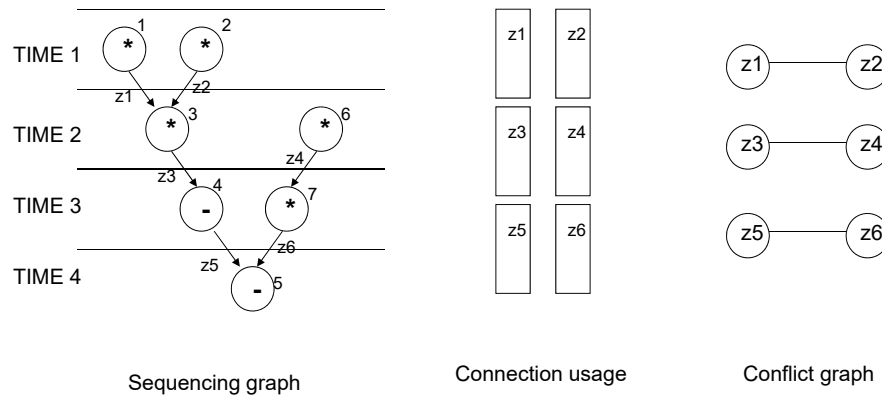 1
2
TIME 1
*
*
z1
z2
3
6
TIME 2
*
*
z3
z4
4
7
TIME 3
-
*
z5
z6
TIME 4
-
5
Sequencing graph
z1
z2
z3
z4
z5
z6
Connection usage
z1
z2
z3
z4
z5
z6
Conflict graph